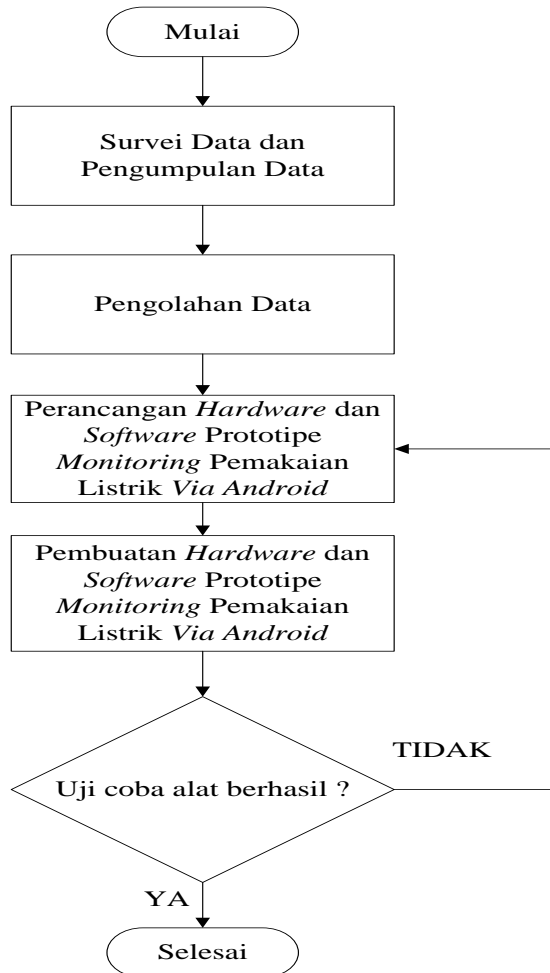 Mulai
Survei Data dan
Pengumpulan Data
Pengolahan Data
Perancangan Hardware dan
Software Prototipe
Monitoring Pemakaian
Listrik Via Android
Pembuatan Hardware dan
Software Prototipe
Monitoring Pemakaian
Listrik Via Android
Uji coba alat berhasil ?
TIDAK
YA
Selesai